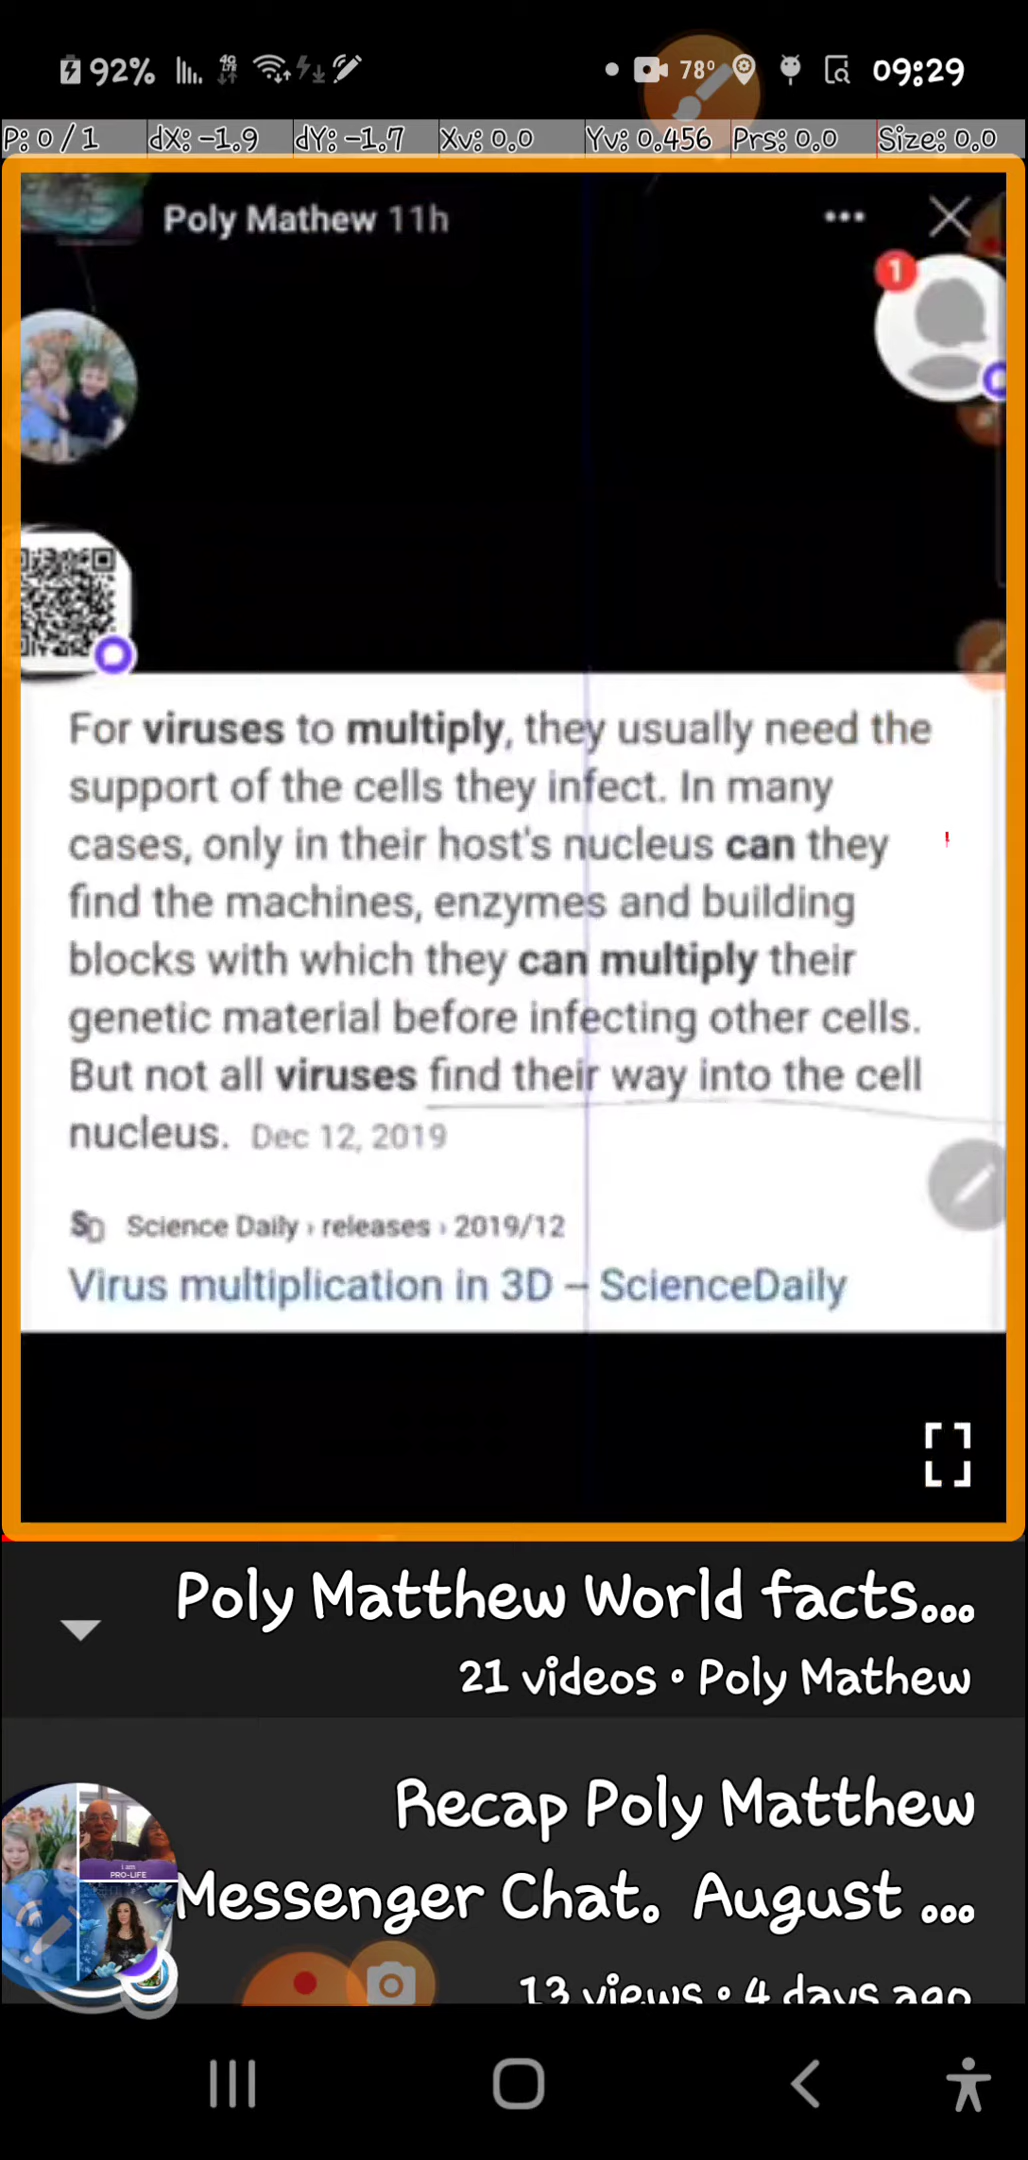 92% 4G 78° 09:29
P: 0 / 1 dX: -1.9 dY: -1.7 Xv: 0.0 Yv: 0.456 Prs: 0.0 Size: 0.0
Poly Mathew 11h
1
For viruses to multiply, they usually need the
support of the cells they infect. In many
cases, only in their host's nucleus can they
find the machines, enzymes and building
blocks with which they can multiply their
genetic material before infecting other cells.
But not all viruses find their way into the cell
nucleus. Dec 12, 2019
SD Science Daily › releases › 2019/12
Virus multiplication in 3D – ScienceDaily
Poly Matthew World facts...
21 videos • Poly Mathew
Recap Poly Matthew
Messenger Chat. August ...
i am
PRO-LIFE
13 views • 4 days ago